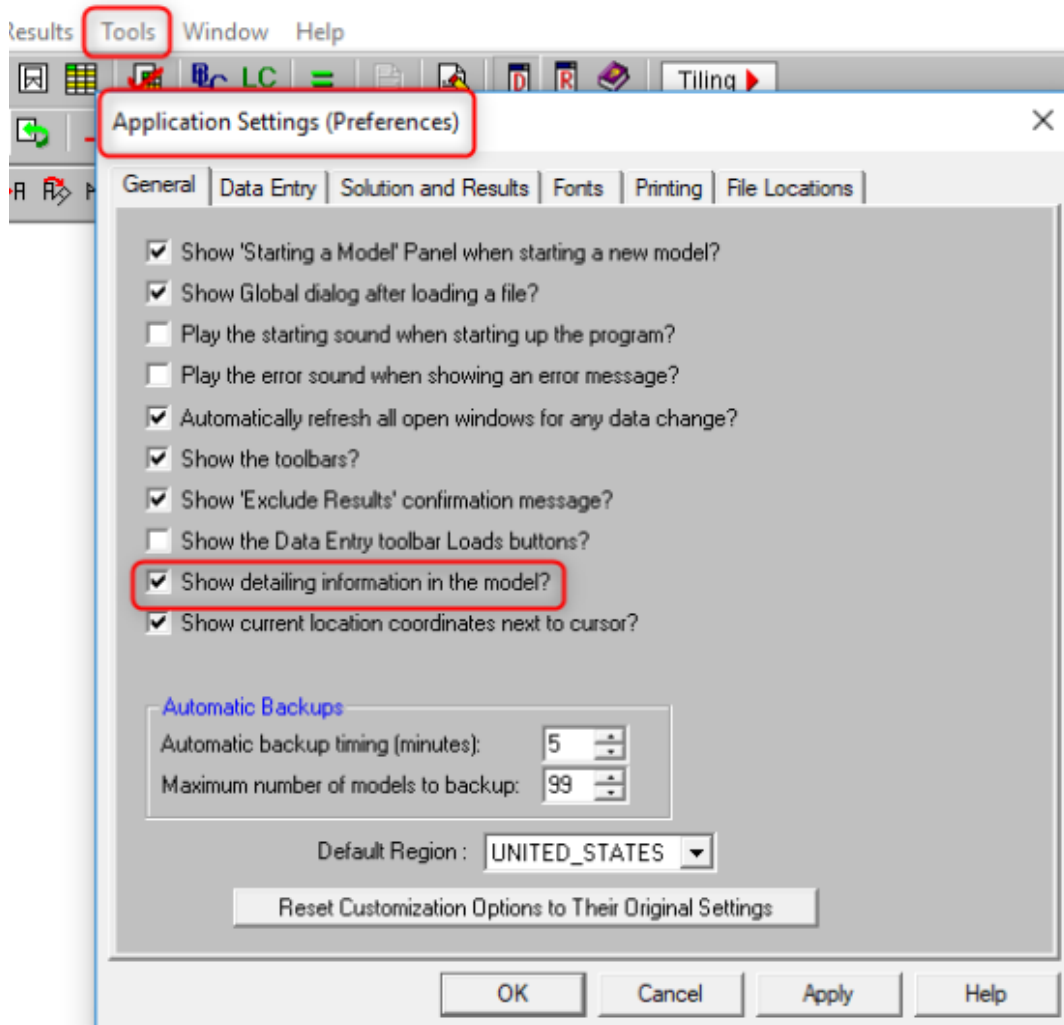 Results Tools Window Help
LC = D R Tiling
Application Settings (Preferences)
General Data Entry Solution and Results Fonts Printing File Locations
Show 'Starting a Model' Panel when starting a new model?
Show Global dialog after loading a file?
Play the starting sound when starting up the program?
Play the error sound when showing an error message?
Automatically refresh all open windows for any data change?
Show the toolbars?
Show 'Exclude Results' confirmation message?
Show the Data Entry toolbar Loads buttons?
Show detailing information in the model?
Show current location coordinates next to cursor?
Automatic Backups
Automatic backup timing (minutes): 5
Maximum number of models to backup: 99
Default Region : UNITED_STATES
Reset Customization Options to Their Original Settings
OK Cancel Apply Help